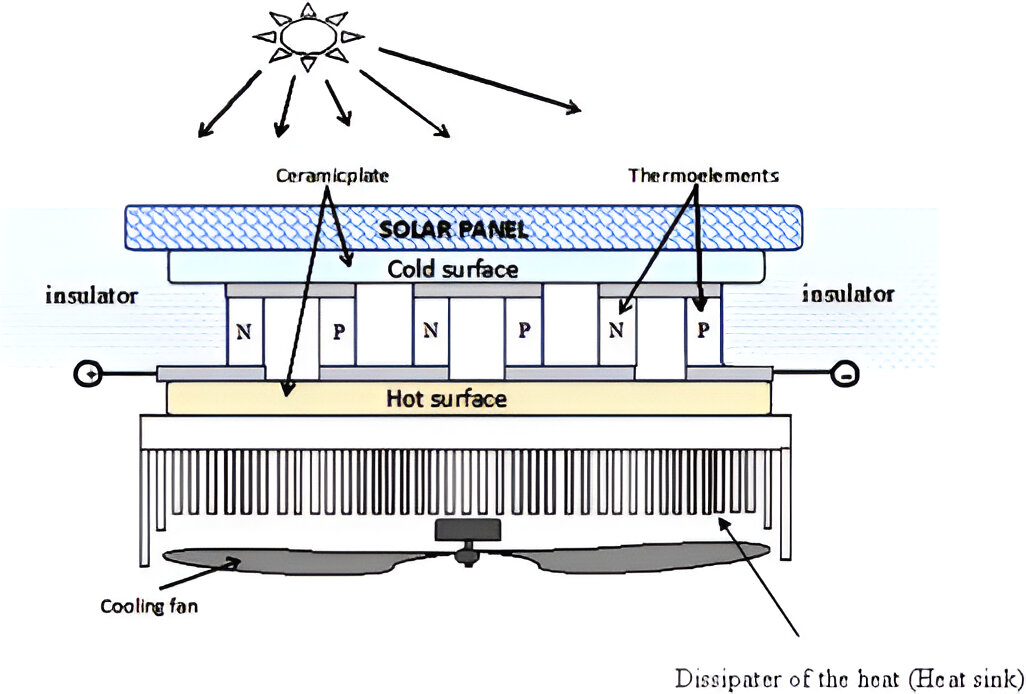 Ceramicplate
Thermoelements
SOLAR PANEL
Cold surface
insulator
insulator
N P N P N P
+
-
Hot surface
Cooling fan
Dissipater of the heat (Heat sink)